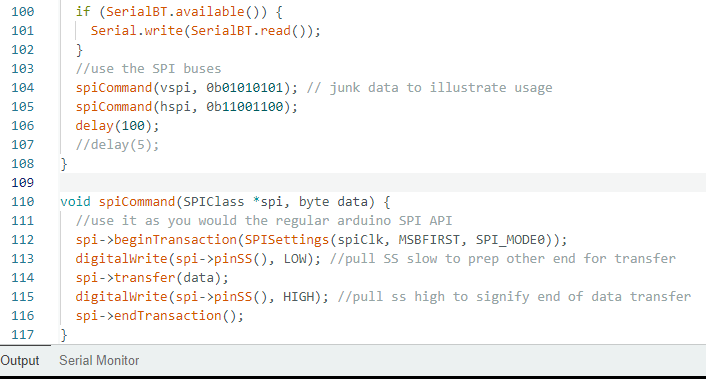 100 if (SerialBT.available()) {
101 Serial.write(SerialBT.read());
102 }
103 //use the SPI buses
104 spiCommand(vspi, 0b01010101); // junk data to illustrate usage
105 spiCommand(hspi, 0b11001100);
106 delay(100);
107 //delay(5);
108 }
109
110 void spiCommand(SPIClass *spi, byte data) {
111 //use it as you would the regular arduino SPI API
112 spi->beginTransaction(SPISettings(spiClk, MSBFIRST, SPI_MODE0));
113 digitalWrite(spi->pinSS(), LOW); //pull SS slow to prep other end for transfer
114 spi->transfer(data);
115 digitalWrite(spi->pinSS(), HIGH); //pull ss high to signify end of data transfer
116 spi->endTransaction();
117 }
Output Serial Monitor